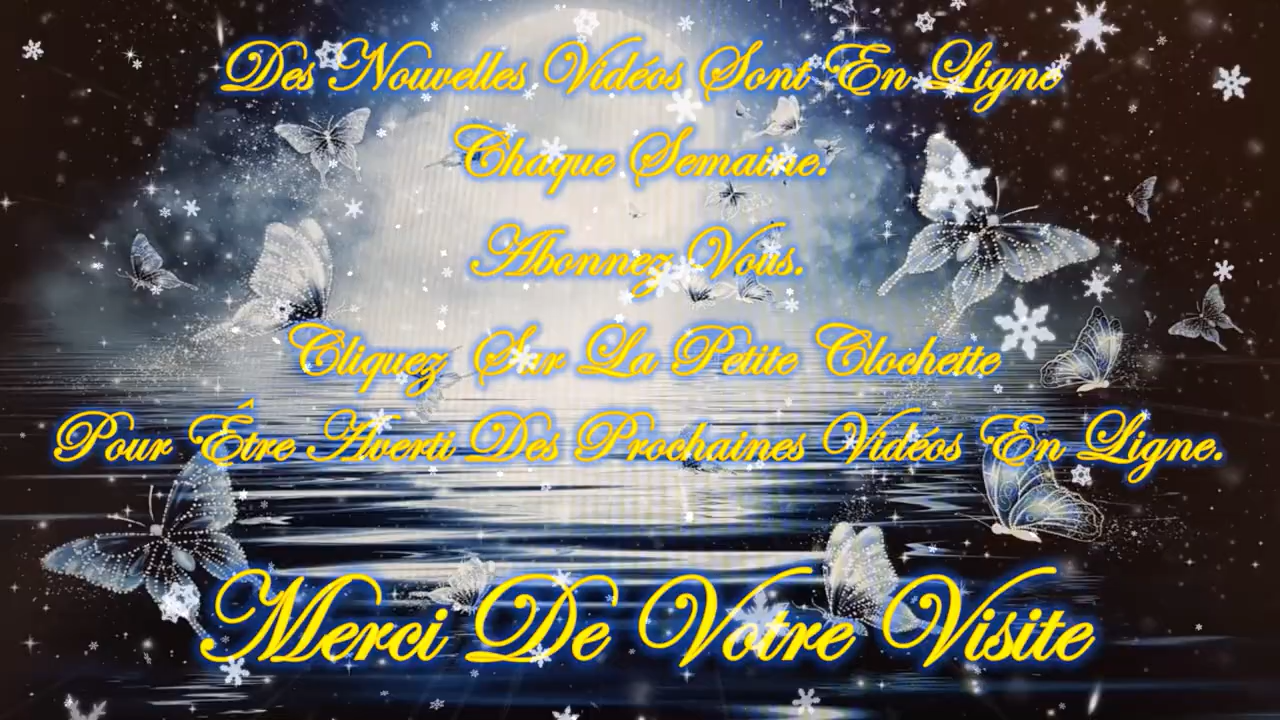 Des Nouvelles Vidéos Sont En Ligne
Chaque Semaine.
Abonnez Vous.
Cliquez Sur La Petite Clochette
Pour Être Averti Des Prochaines Vidéos En Ligne.
Merci De Votre Visite